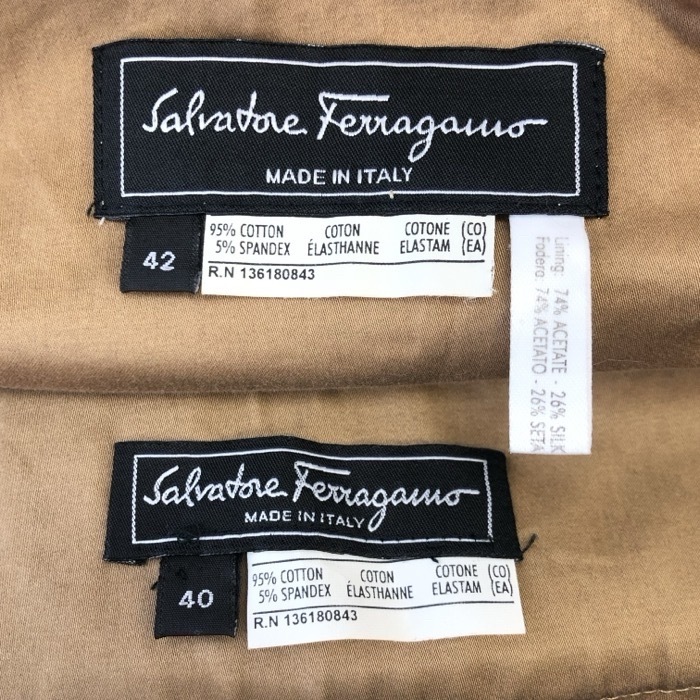 Salvatore Ferragamo
MADE IN ITALY
42
95% COTTON COTON COTONE (CO)
5% SPANDEX ÉLASTHANNE ELASTAM (EA)
R.N 136180843
Lining: 74% ACETATE - 26% SILK
Fodera: 74% ACETATO - 26% SETA
Salvatore Ferragamo
MADE IN ITALY
40
95% COTTON COTON COTONE (CO)
5% SPANDEX ÉLASTHANNE ELASTAM (EA)
R.N 136180843